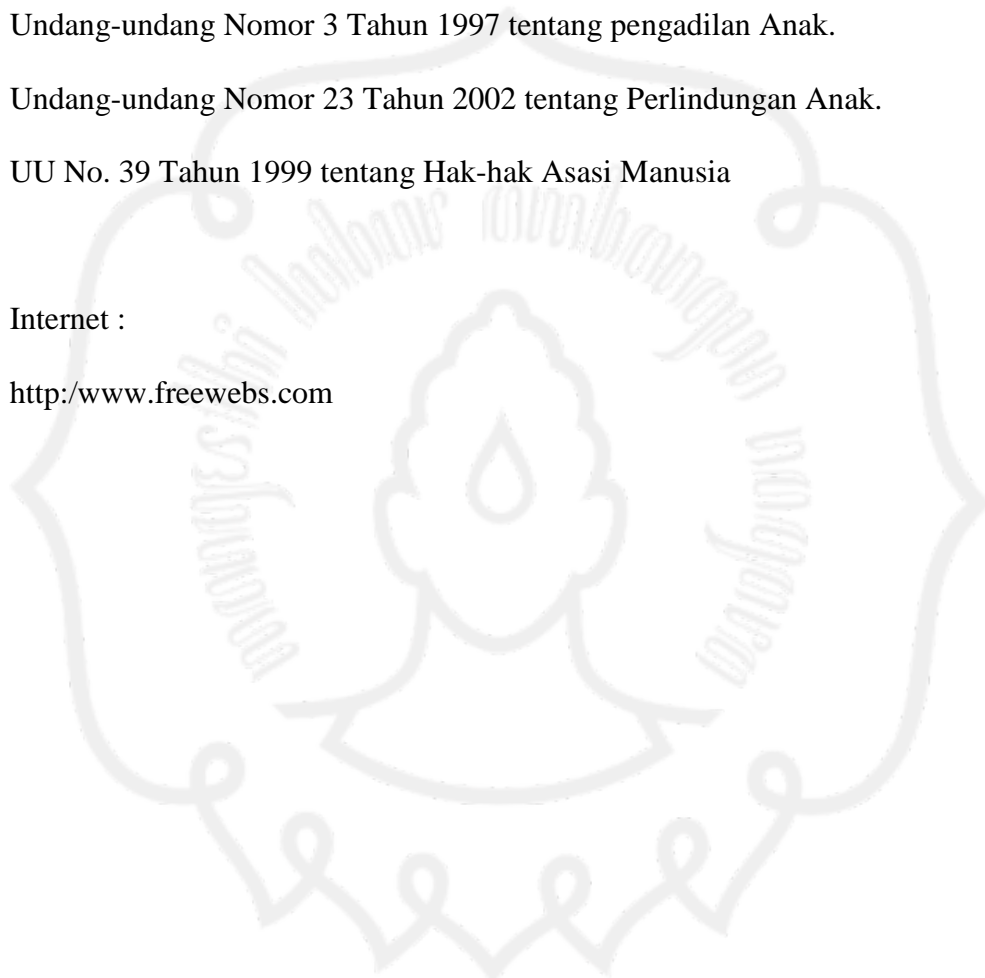 Undang-undang Nomor 3 Tahun 1997 tentang pengadilan Anak.
Undang-undang Nomor 23 Tahun 2002 tentang Perlindungan Anak.
UU No. 39 Tahun 1999 tentang Hak-hak Asasi Manusia
Internet :
http:/www.freewebs.com